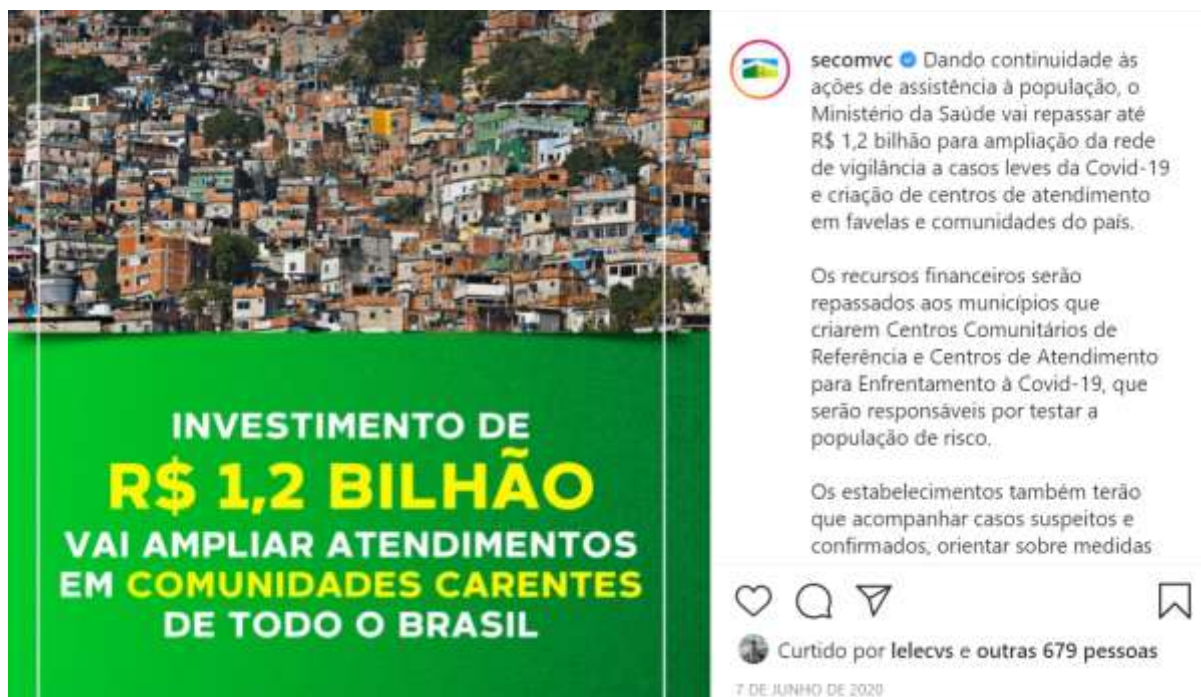 INVESTIMENTO DE
R$ 1,2 BILHÃO
VAI AMPLIAR ATENDIMENTOS
EM COMUNIDADES CARENTES
DE TODO O BRASIL
secomvc Dando continuidade às
ações de assistência à população, o
Ministério da Saúde vai repassar até
R$ 1,2 bilhão para ampliação da rede
de vigilância a casos leves da Covid-19
e criação de centros de atendimento
em favelas e comunidades do país.
Os recursos financeiros serão
repassados aos municípios que
criarem Centros Comunitários de
Referência e Centros de Atendimento
para Enfrentamento à Covid-19, que
serão responsáveis por testar a
população de risco.
Os estabelecimentos também terão
que acompanhar casos suspeitos e
confirmados, orientar sobre medidas
Curtido por lelecvs e outras 679 pessoas
7 DE JUNHO DE 2020